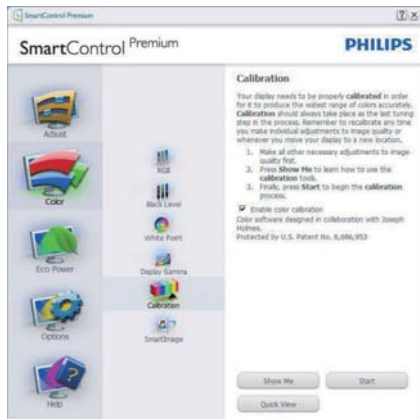 SmartControl Premium
SmartControl Premium
PHILIPS
Adjust
Color
Eco Power
Options
Help
RGB
Black Level
White Point
Display Gamma
Calibration
SmartImage
Calibration
Your display needs to be properly calibrated in order
for it to produce the widest range of colors accurately.
Calibration should always take place as the last tuning
step in the process. Remember to recalibrate any time
you make individual adjustments to image quality or
whenever you move your display to a new location.
1. Make all other necessary adjustments to image
quality first.
2. Press Show Me to learn how to use the
calibration tools.
3. Finally, press Start to begin the calibration
process.
Enable color calibration
Color software designed in collaboration with Joseph
Holmes.
Protected by U.S. Patent No. 6,686,953
Show Me
Start
Quick View